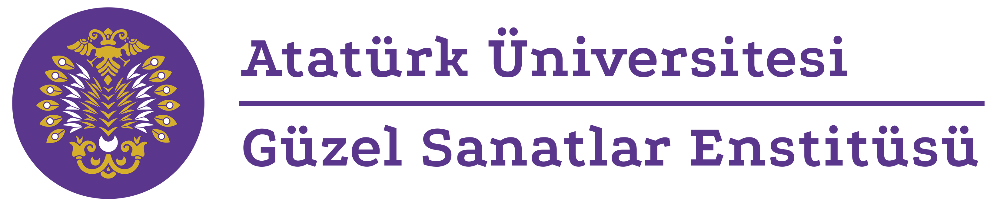 Atatürk Üniversitesi
Güzel Sanatlar Enstitüsü